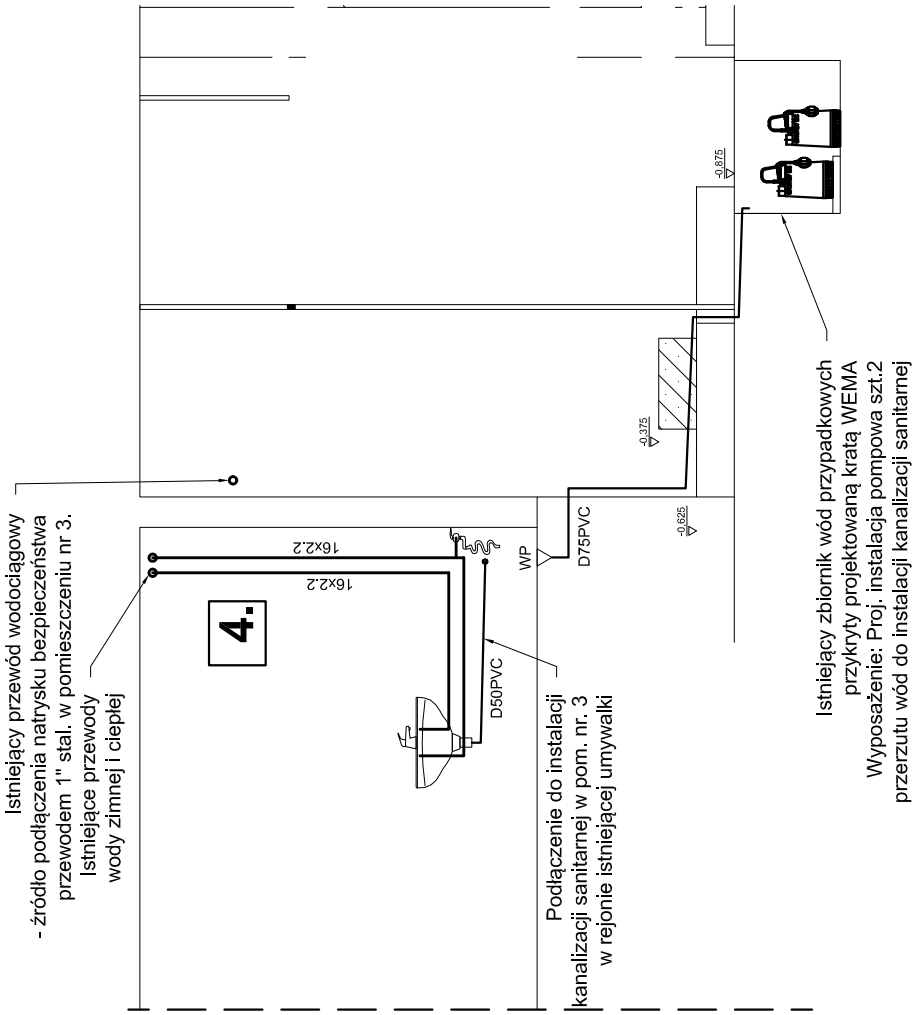 Istniejący przewód wodociągowy
- źródło podłączenia natrysku bezpieczeństwa
przewodem 1" stal. w pomieszczeniu nr 3.
Istniejące przewody
wody zimnej i ciepłej
16x2.2
16x2.2
4.
WP
D75PVC
D50PVC
-0,375
-0,625
-0,875
Podłączenie do instalacji
kanalizacji sanitarnej w pom. nr. 3
w rejonie istniejącej umywalki
Istniejący zbiornik wód przypadkowych
przykryty projektowaną kratą WEMA
Wyposażenie: Proj. instalacja pompowa szt.2
przerzutu wód do instalacji kanalizacji sanitarnej